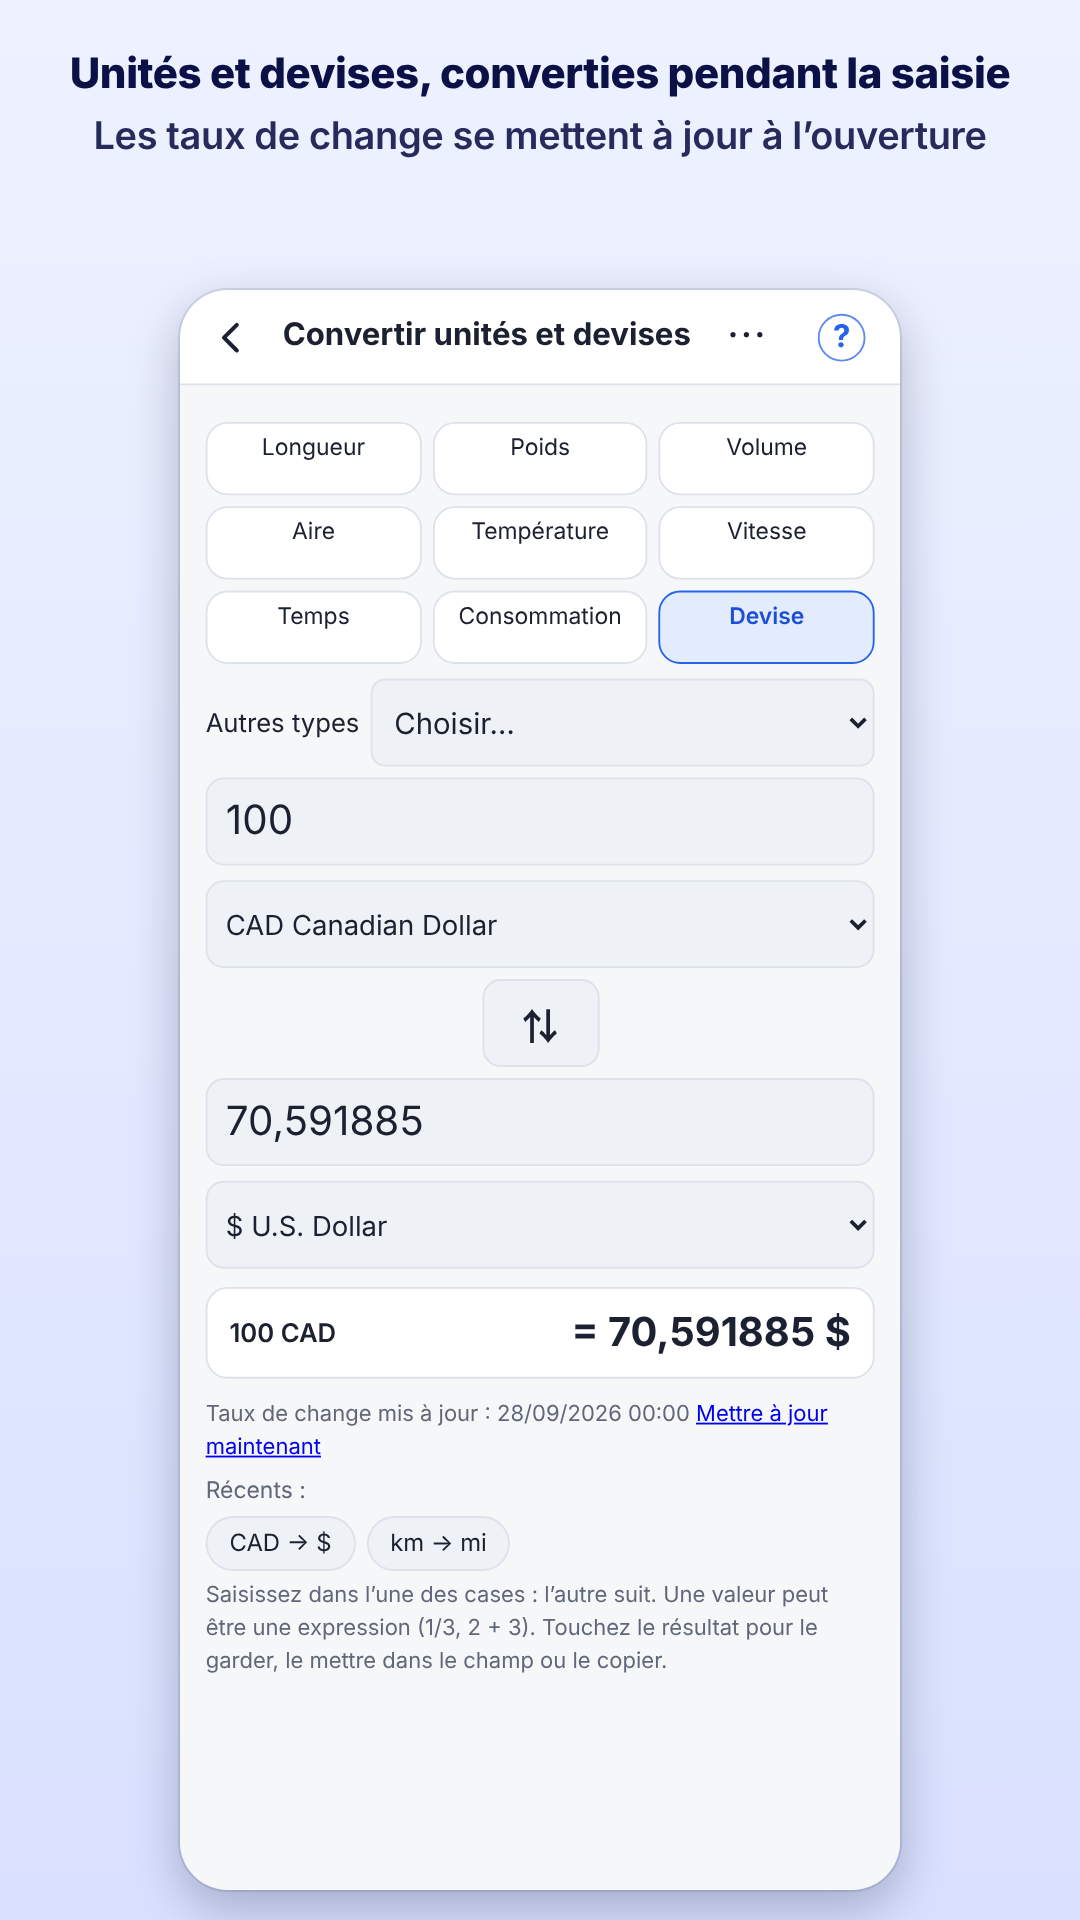 Unités et devises, converties pendant la saisie
Les taux de change se mettent à jour à l’ouverture
Convertir unités et devises ··· ?
Longueur Poids Volume
Aire Température Vitesse
Temps Consommation Devise
Autres types Choisir...
100
CAD Canadian Dollar
70,591885
$ U.S. Dollar
100 CAD = 70,591885 $
Taux de change mis à jour : 28/09/2026 00:00 Mettre à jour
maintenant
Récents :
CAD → $ km → mi
Saisissez dans l’une des cases : l’autre suit. Une valeur peut
être une expression (1/3, 2 + 3). Touchez le résultat pour le
garder, le mettre dans le champ ou le copier.